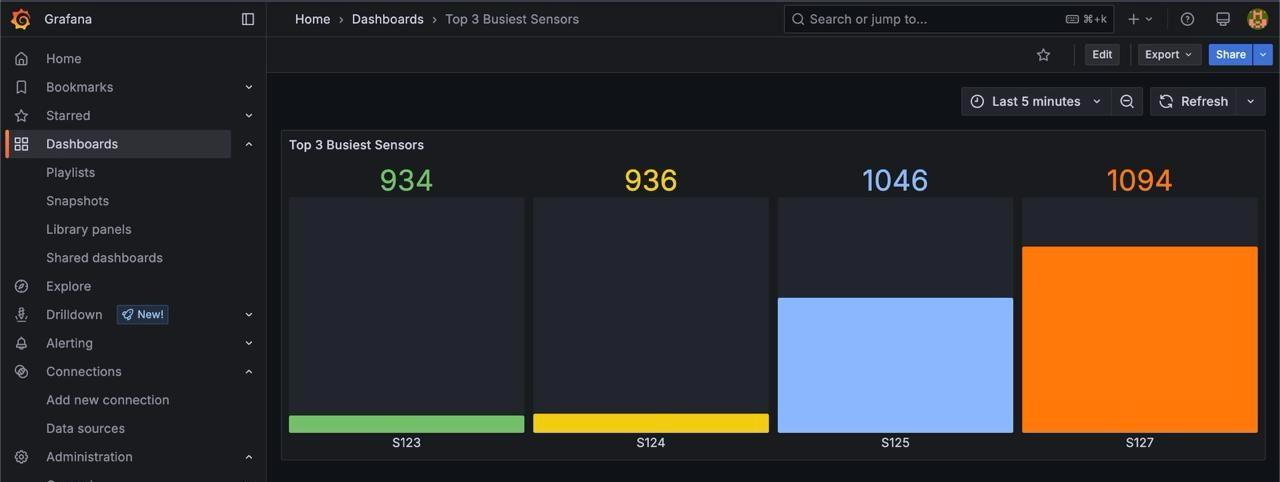 Grafana
Home › Dashboards › Top 3 Busiest Sensors
Search or jump to...
⌘+k
Home
Bookmarks
Starred
Dashboards
Playlists
Snapshots
Library panels
Shared dashboards
Explore
Drilldown New!
Alerting
Connections
Add new connection
Data sources
Administration
Edit
Export
Share
Last 5 minutes
Refresh
Top 3 Busiest Sensors
934 936 1046 1094
S123 S124 S125 S127